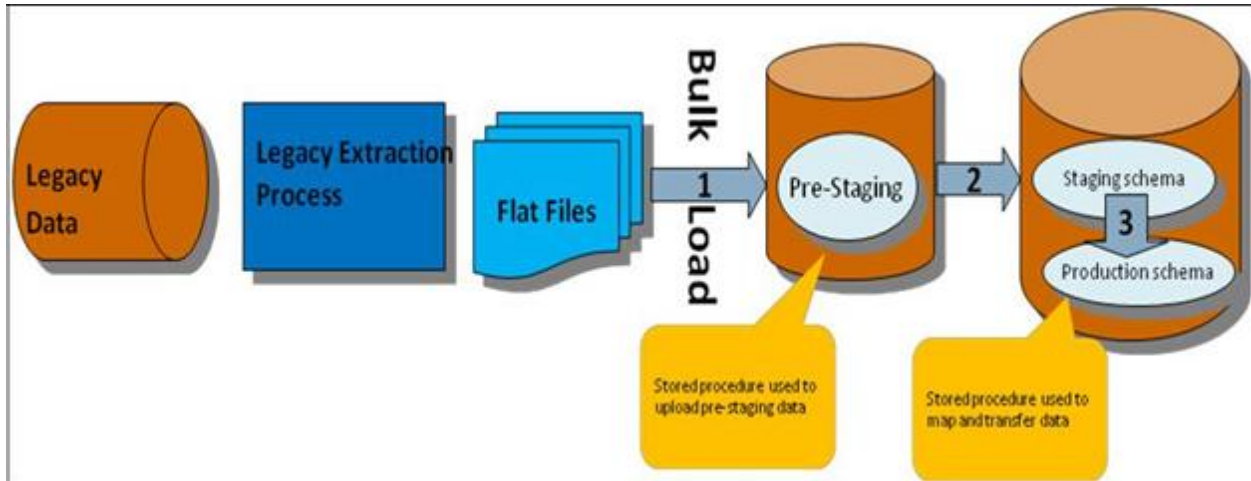 Legacy
Data
Legacy Extraction
Process
Flat Files
Bulk
Load
1
Pre-Staging
2
Staging schema
3
Production schema
Stored procedure used to
upload pre-staging data
Stored procedure used to
map and transfer data